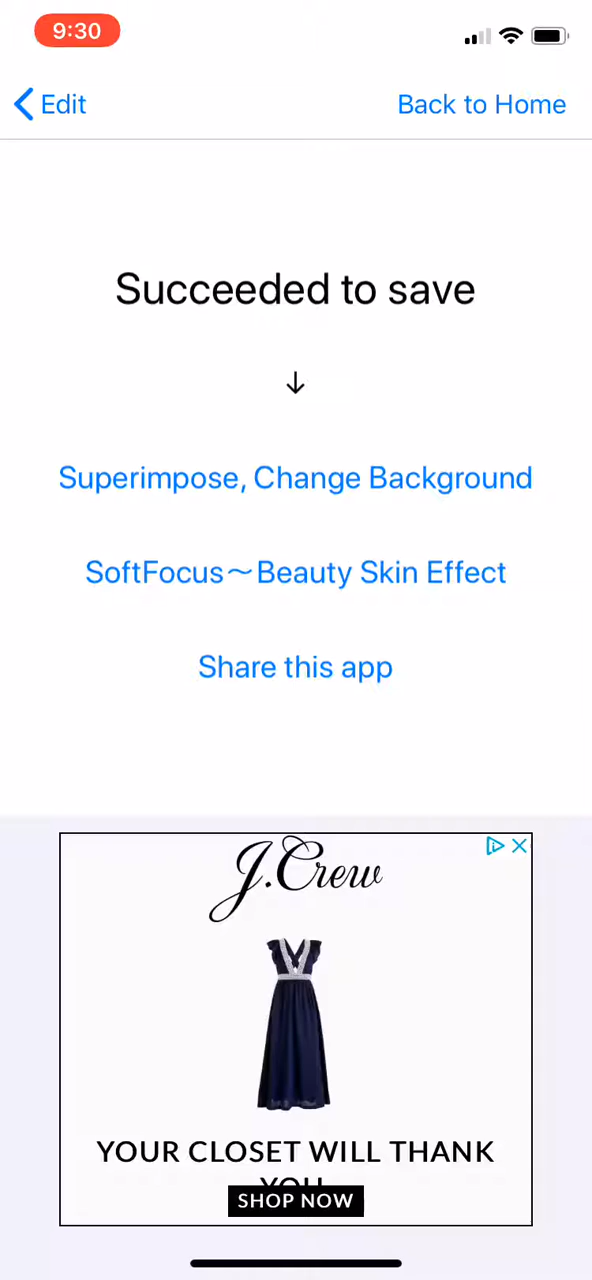 9:30
Edit
Back to Home
Succeeded to save
↓
Superimpose, Change Background
SoftFocus～Beauty Skin Effect
Share this app
J.Crew
YOUR CLOSET WILL THANK
YOU
SHOP NOW